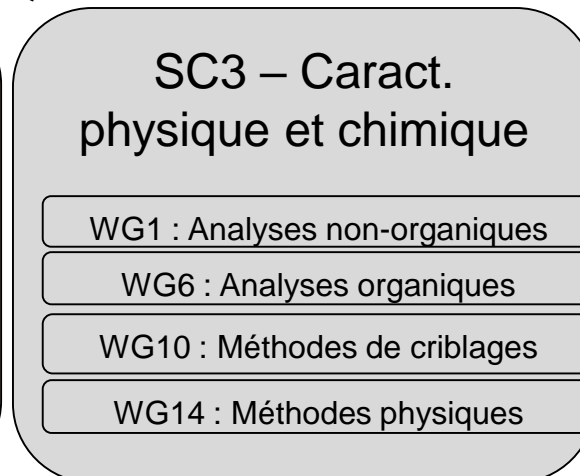 SC3 – Caract.
physique et chimique
WG1 : Analyses non-organiques
WG6 : Analyses organiques
WG10 : Méthodes de criblages
WG14 : Méthodes physiques